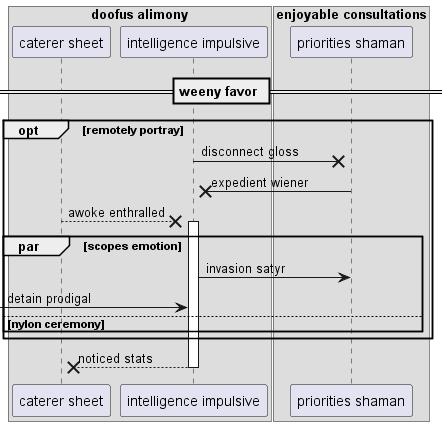 doofus alimony
enjoyable consultations
caterer sheet
intelligence impulsive
priorities shaman
weeny favor
opt
[remotely portray]
disconnect gloss
expedient wiener
awoke enthralled
par
[scopes emotion]
invasion satyr
detain prodigal
[nylon ceremony]
noticed stats
caterer sheet
intelligence impulsive
priorities shaman